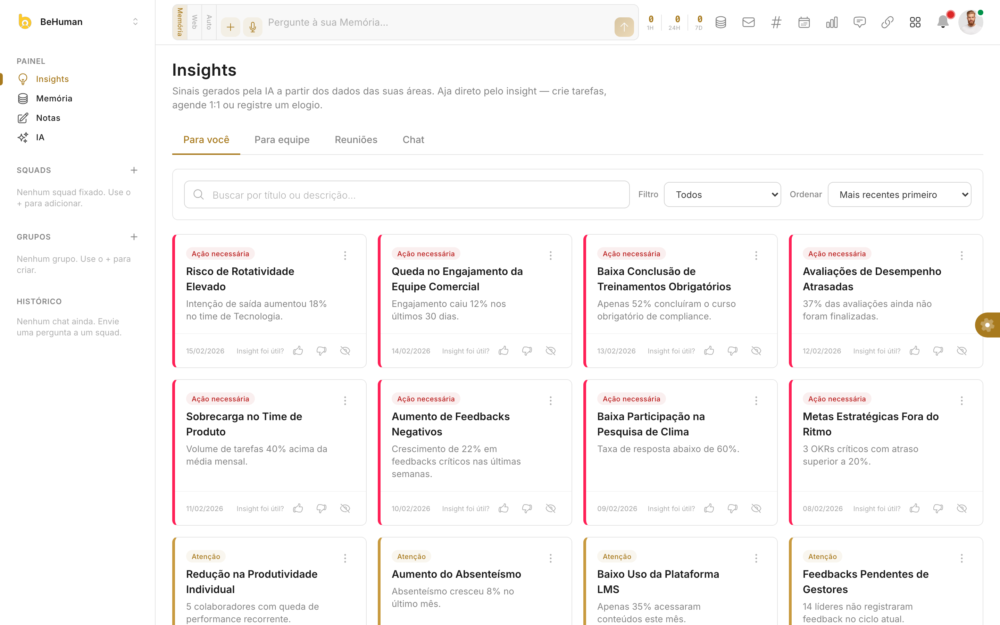 BeHuman
PAINEL
Insights
Memória
Notas
IA
SQUADS
Nenhum squad fixado. Use o
+ para adicionar.
GRUPOS
Nenhum grupo. Use o + para
criar.
HISTÓRICO
Nenhum chat ainda. Envie
uma pergunta a um squad.
Memória
Web
Auto
Pergunte à sua Memória...
0
1H
0
24H
0
7D
Insights
Sinais gerados pela IA a partir dos dados das suas áreas. Aja direto pelo insight — crie tarefas,
agende 1:1 ou registre um elogio.
Para você
Para equipe
Reuniões
Chat
Buscar por título ou descrição...
Filtro
Todos
Ordenar
Mais recentes primeiro
Ação necessária
Risco de Rotatividade
Elevado
Intenção de saída aumentou 18%
no time de Tecnologia.
15/02/2026 Insight foi útil?
Ação necessária
Queda no Engajamento da
Equipe Comercial
Engajamento caiu 12% nos
últimos 30 dias.
14/02/2026 Insight foi útil?
Ação necessária
Baixa Conclusão de
Treinamentos Obrigatórios
Apenas 52% concluíram o curso
obrigatório de compliance.
13/02/2026 Insight foi útil?
Ação necessária
Avaliações de Desempenho
Atrasadas
37% das avaliações ainda não
foram finalizadas.
12/02/2026 Insight foi útil?
Ação necessária
Sobrecarga no Time de
Produto
Volume de tarefas 40% acima da
média mensal.
11/02/2026 Insight foi útil?
Ação necessária
Aumento de Feedbacks
Negativos
Crescimento de 22% em
feedbacks críticos nas últimas
semanas.
10/02/2026 Insight foi útil?
Ação necessária
Baixa Participação na
Pesquisa de Clima
Taxa de resposta abaixo de 60%.
09/02/2026 Insight foi útil?
Ação necessária
Metas Estratégicas Fora do
Ritmo
3 OKRs críticos com atraso
superior a 20%.
08/02/2026 Insight foi útil?
Atenção
Redução na Produtividade
Individual
5 colaboradores com queda de
performance recorrente.
Atenção
Aumento do Absenteísmo
Absenteísmo cresceu 8% no
último mês.
Atenção
Baixo Uso da Plataforma
LMS
Apenas 35% acessaram
conteúdos este mês.
Atenção
Feedbacks Pendentes de
Gestores
14 líderes não registraram
feedback no ciclo atual.